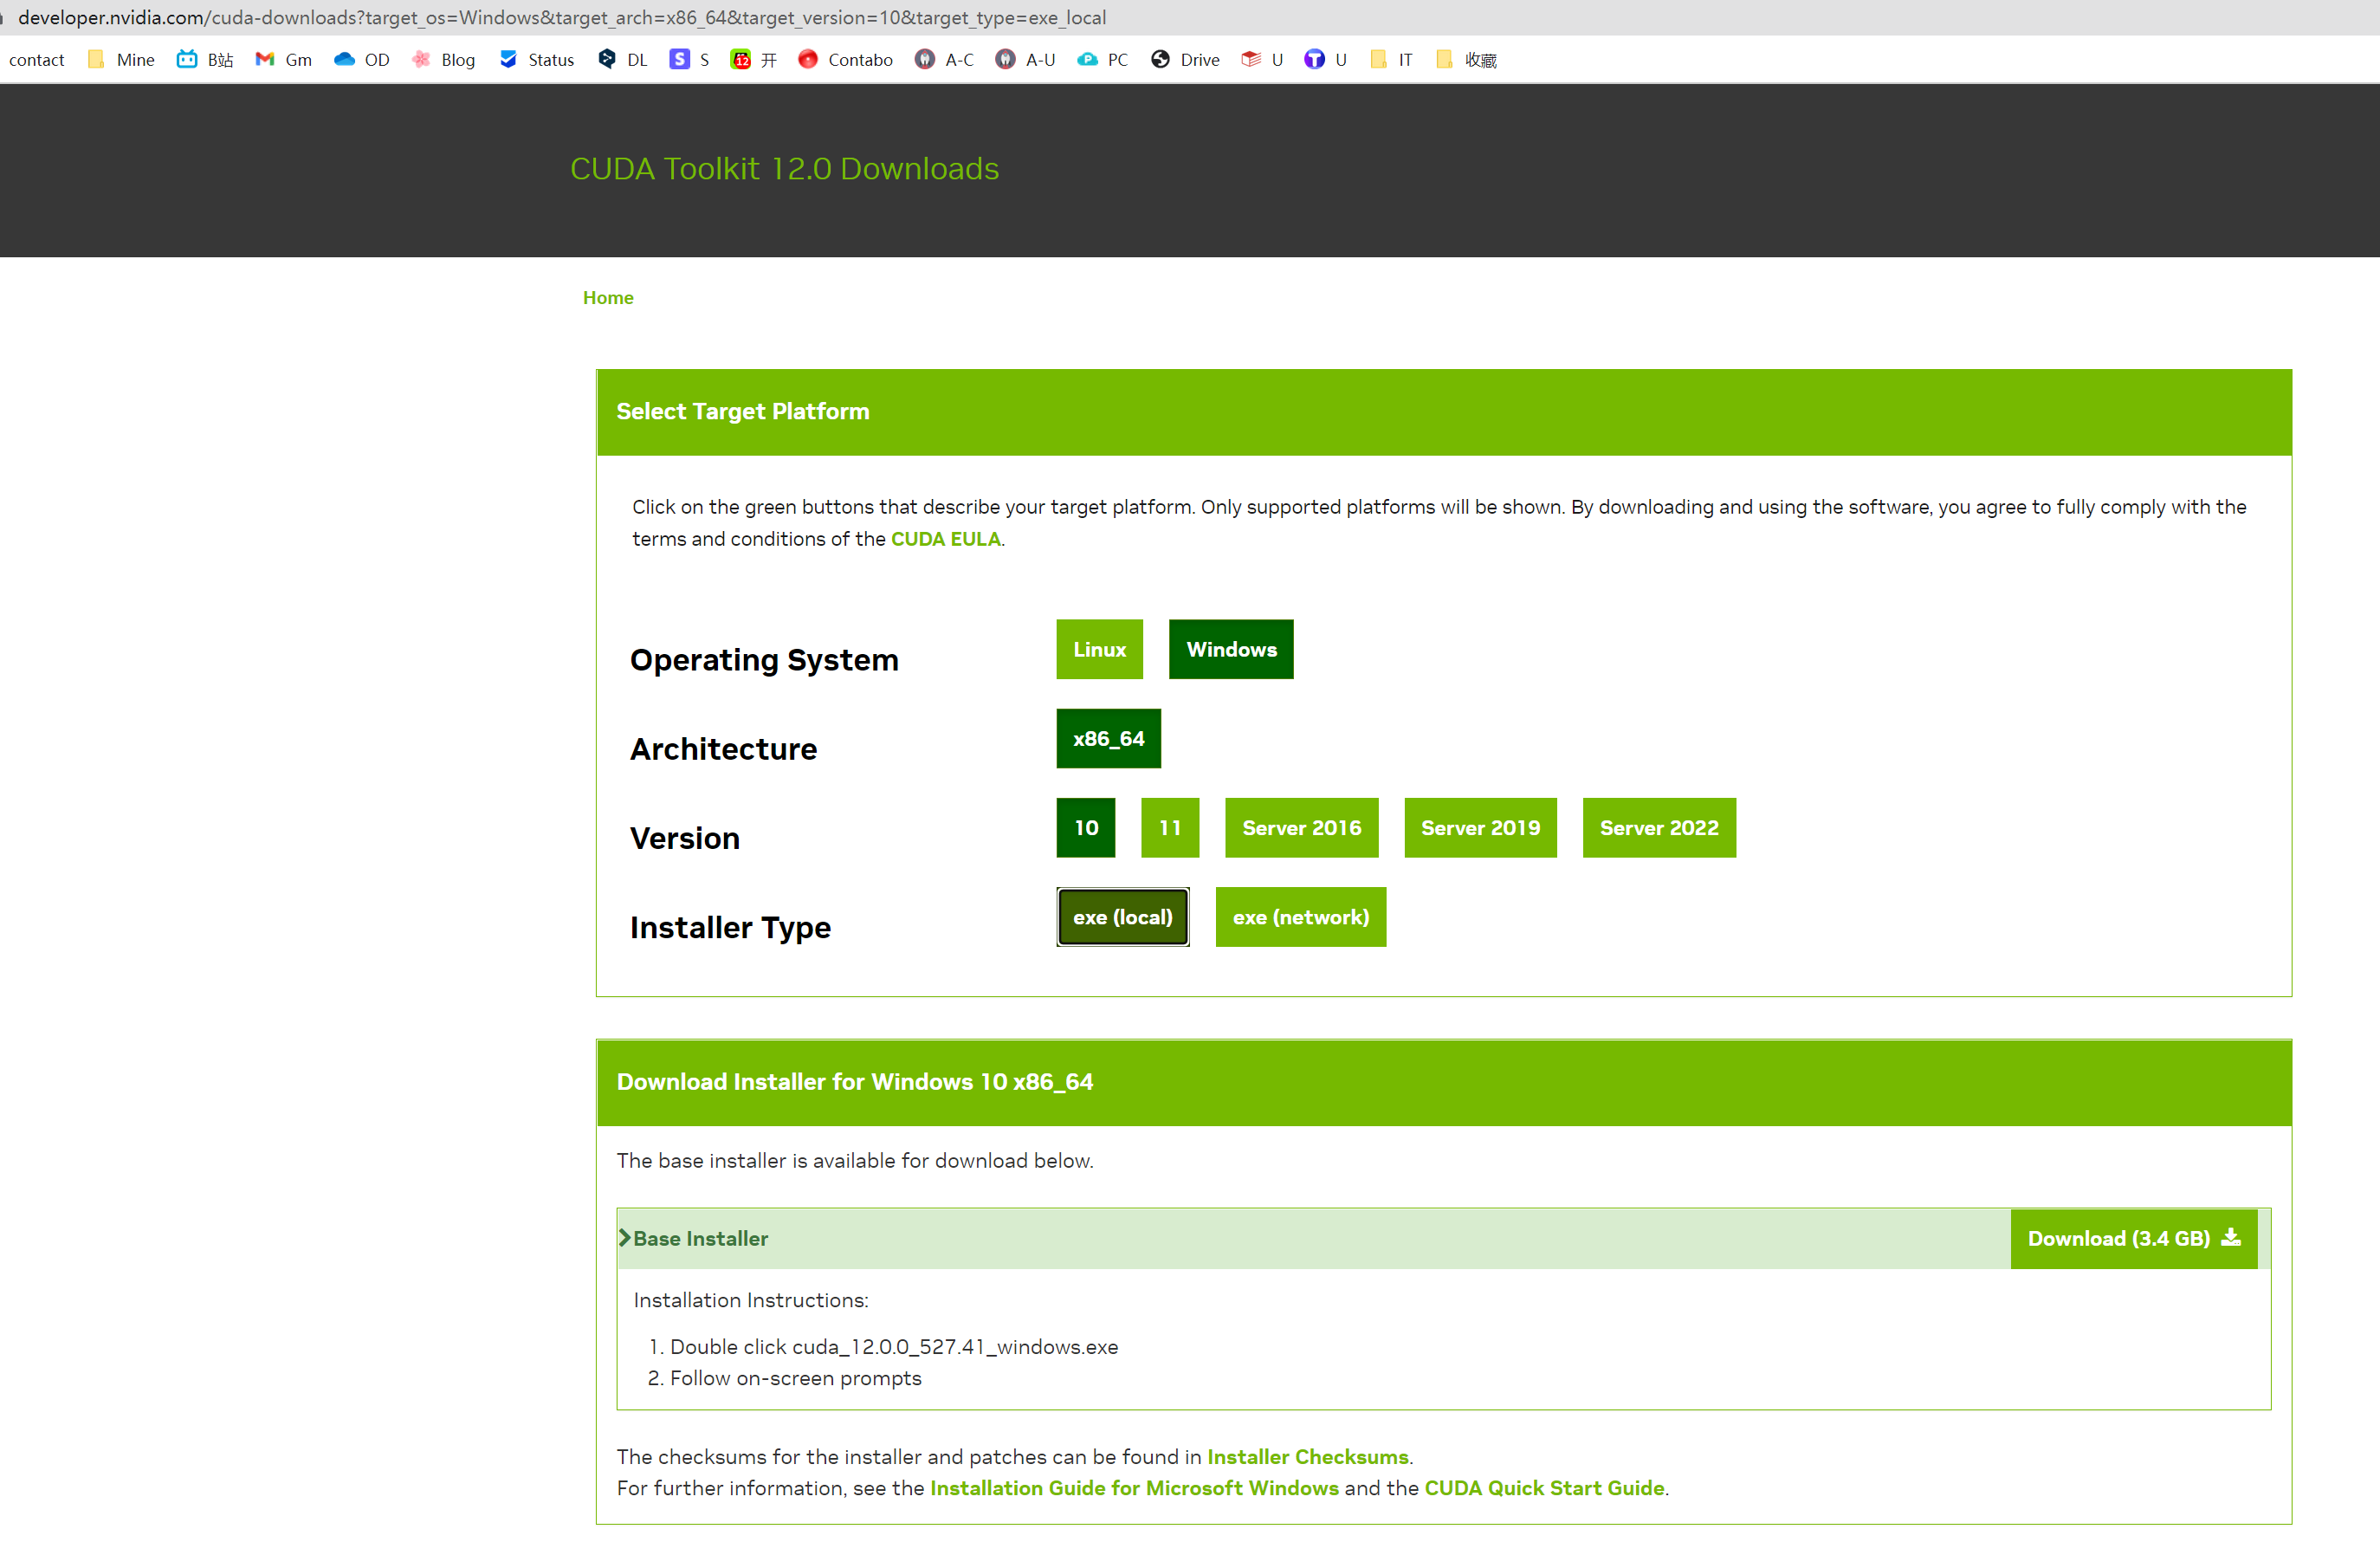 developer.nvidia.com/cuda-downloads?target_os=Windows&target_arch=x86_64&target_version=10&target_type=exe_local
contact Mine B站 Gm OD Blog Status DL S 开 Contabo A-C A-U PC Drive U U IT 收藏
CUDA Toolkit 12.0 Downloads
Home
Select Target Platform
Click on the green buttons that describe your target platform. Only supported platforms will be shown. By downloading and using the software, you agree to fully comply with the
terms and conditions of the CUDA EULA.
Operating System Linux Windows
Architecture x86_64
Version 10 11 Server 2016 Server 2019 Server 2022
Installer Type exe (local) exe (network)
Download Installer for Windows 10 x86_64
The base installer is available for download below.
Base Installer Download (3.4 GB)
Installation Instructions:
1. Double click cuda_12.0.0_527.41_windows.exe
2. Follow on-screen prompts
The checksums for the installer and patches can be found in Installer Checksums.
For further information, see the Installation Guide for Microsoft Windows and the CUDA Quick Start Guide.